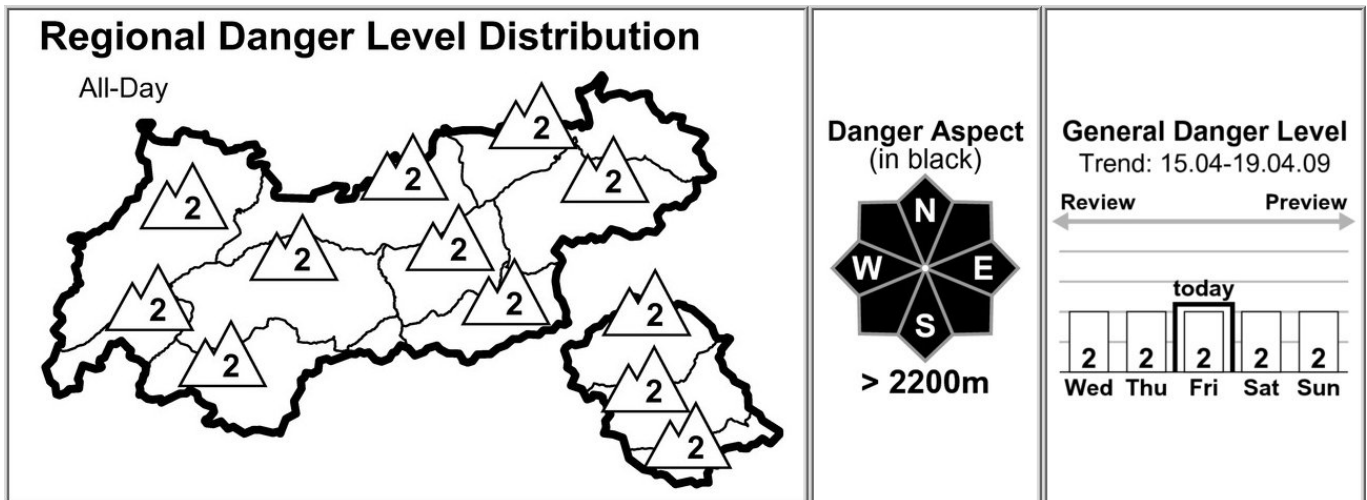 Regional Danger Level Distribution
All-Day
2
2
2
2
2
2
2
2
2
2
2
2
Danger Aspect
(in black)
N
W E
S
> 2200m
General Danger Level
Trend: 15.04-19.04.09
Review Preview
today
2 2 2 2 2
Wed Thu Fri Sat Sun